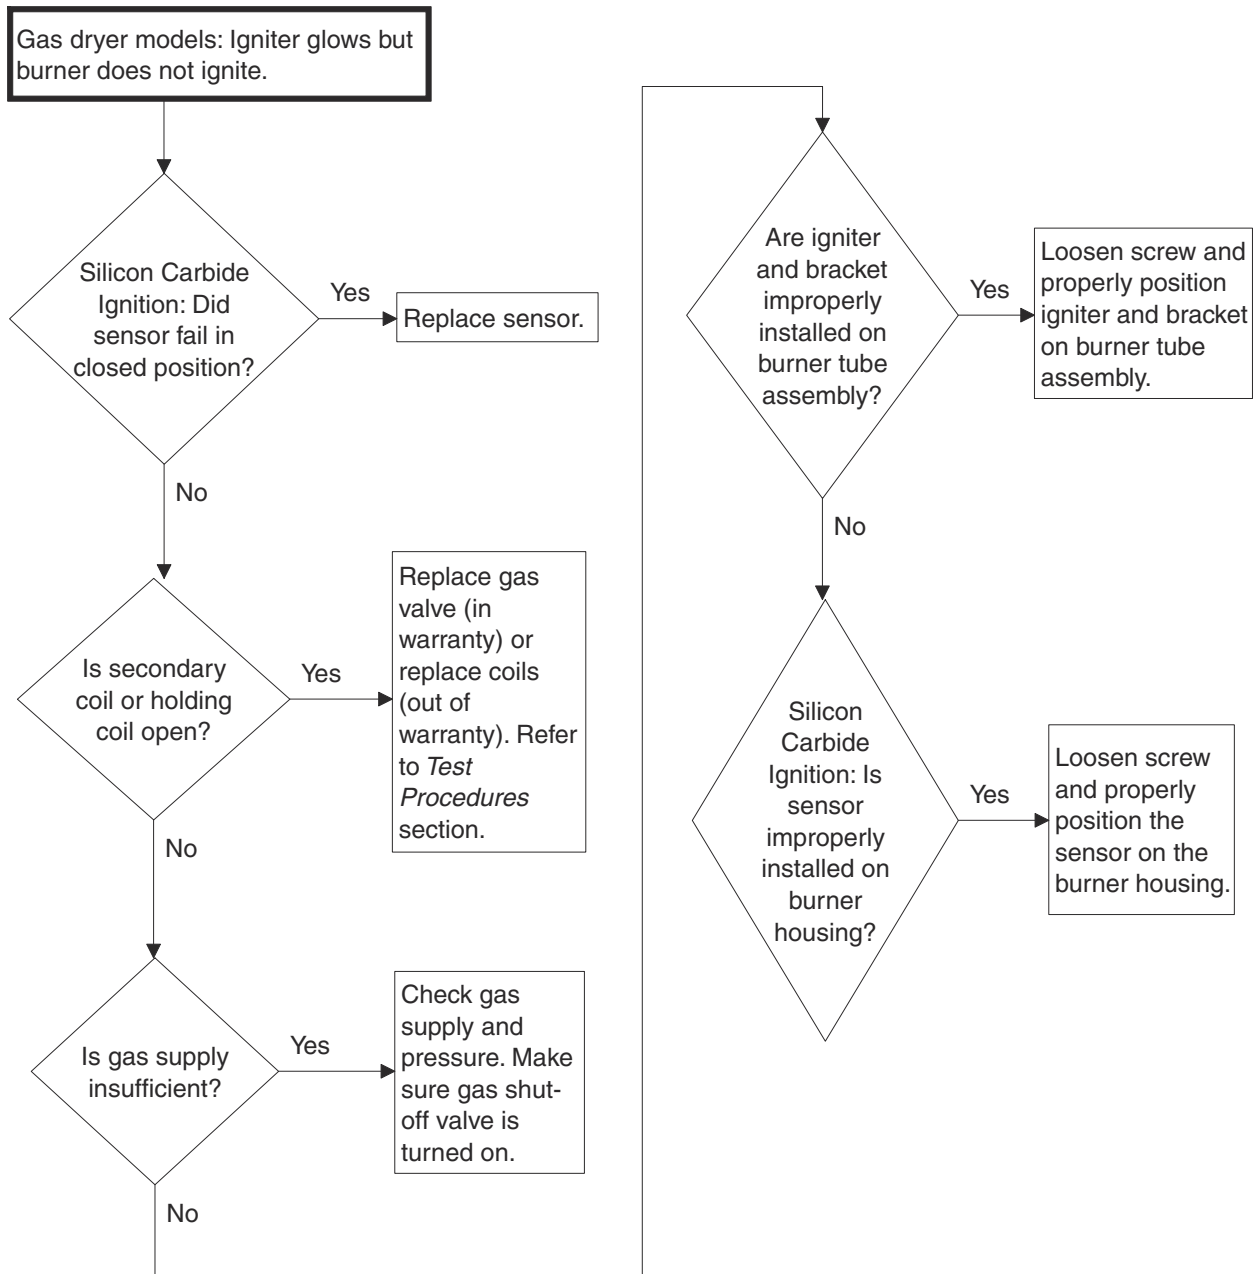 Gas dryer models: Igniter glows but
burner does not ignite.
Silicon Carbide
Ignition: Did
sensor fail in
closed position?
Yes
Replace sensor.
No
Is secondary
coil or holding
coil open?
Yes
Replace gas
valve (in
warranty) or
replace coils
(out of
warranty). Refer
to Test
Procedures
section.
No
Is gas supply
insufficient?
Yes
Check gas
supply and
pressure. Make
sure gas shut-
off valve is
turned on.
No
Are igniter
and bracket
improperly
installed on
burner tube
assembly?
Yes
Loosen screw and
properly position
igniter and bracket
on burner tube
assembly.
No
Silicon
Carbide
Ignition: Is
sensor
improperly
installed on
burner
housing?
Yes
Loosen screw
and properly
position the
sensor on the
burner housing.